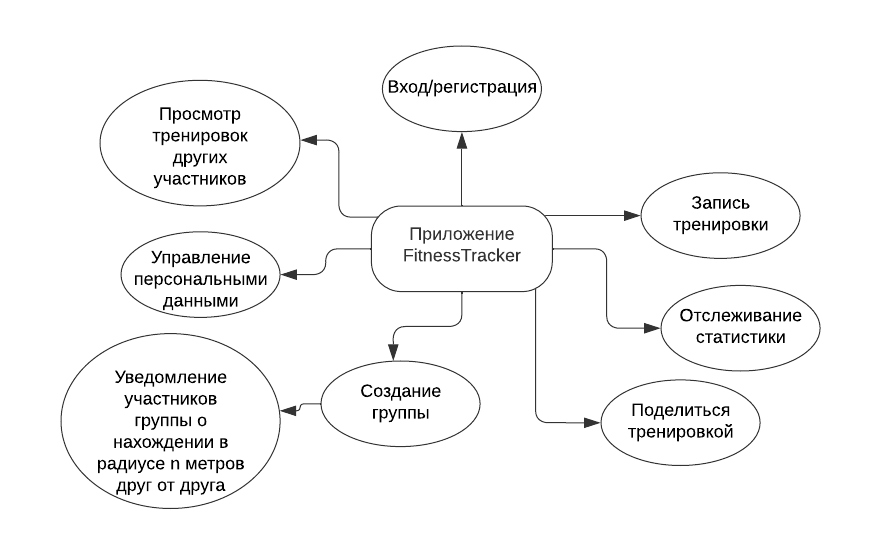 Вход/регистрация
Просмотр
тренировок
других
участников
Запись
тренировки
Приложение
FitnessTracker
Управление
персональными
данными
Отслеживание
статистики
Уведомление
участников
группы о
нахождении в
радиусе n метров
друг от друга
Создание
группы
Поделиться
тренировкой